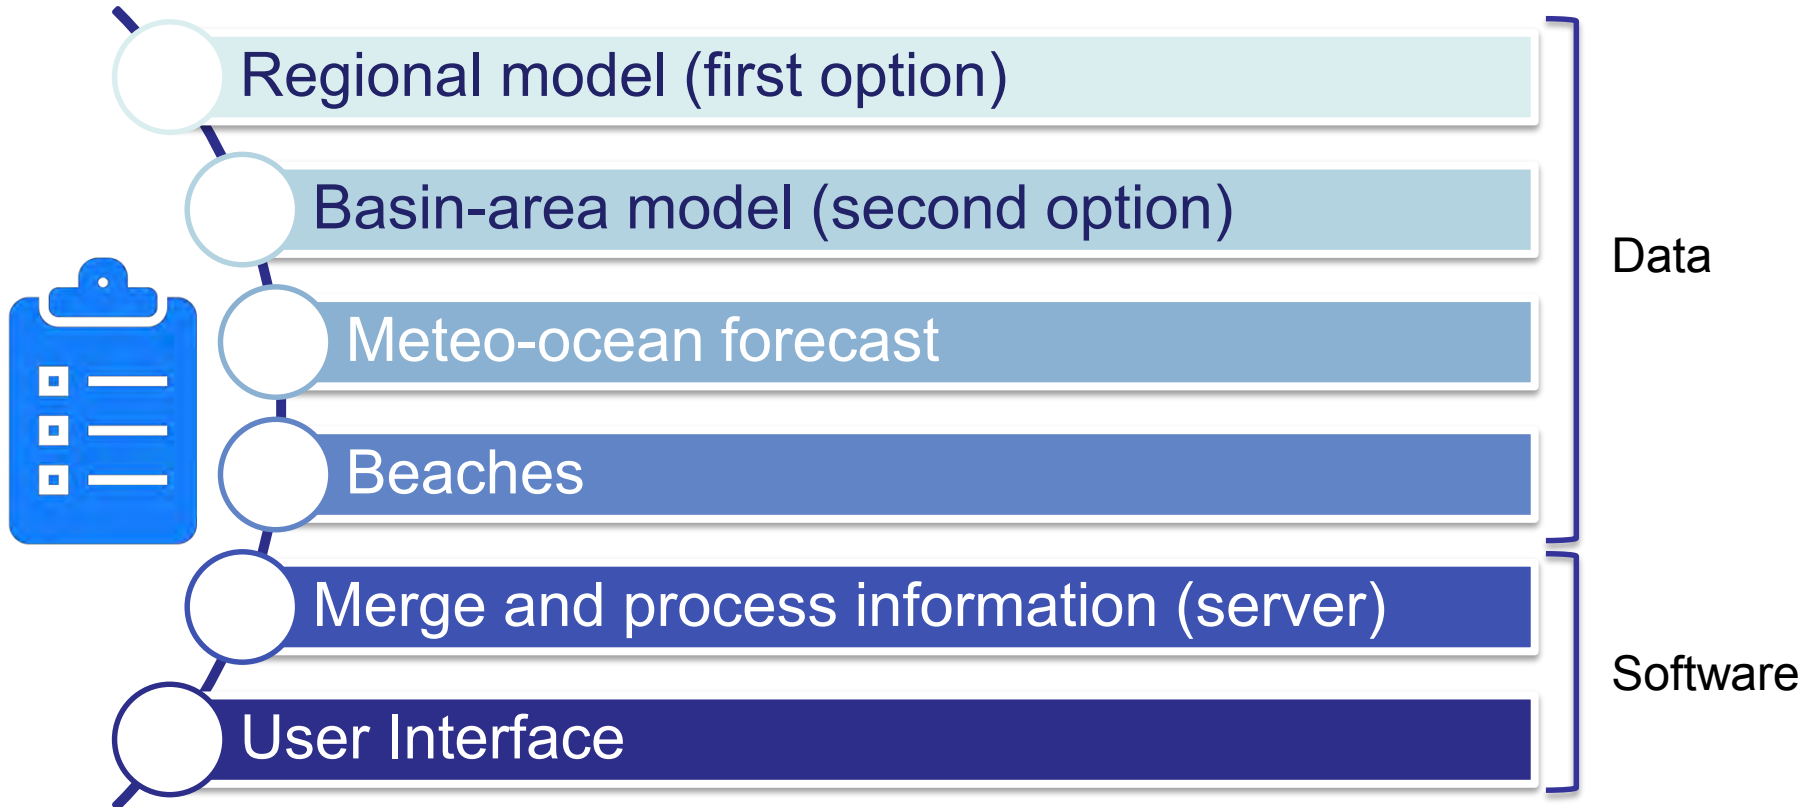 Regional model (first option)
Basin-area model (second option)
Data
Meteo-ocean forecast
Beaches
Merge and process information (server)
Software
User Interface